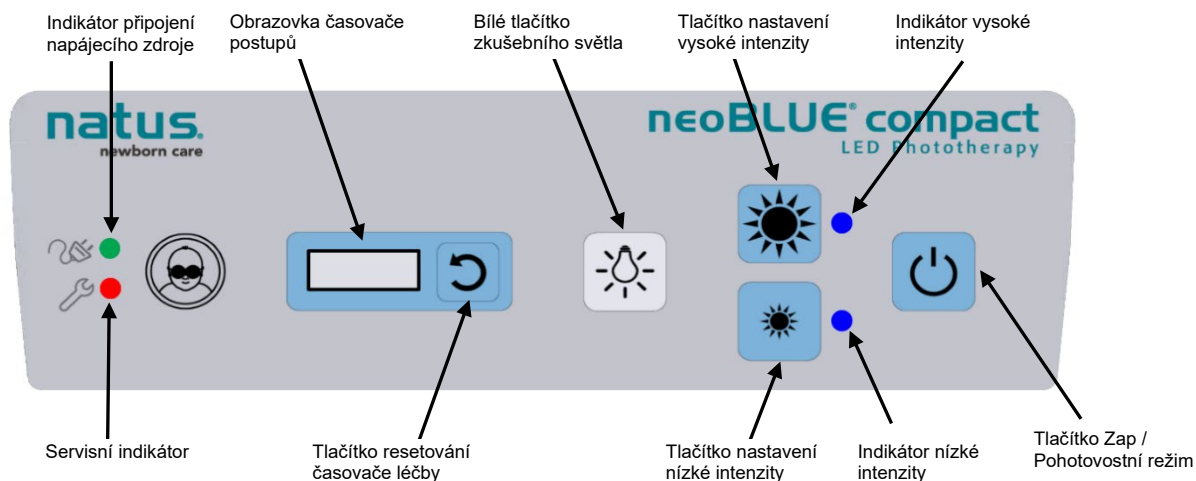 Indikátor připojení
napájecího zdroje
Obrazovka časovače
postupů
Bílé tlačítko
zkušebního světla
Tlačítko nastavení
vysoké intenzity
Indikátor vysoké
intenzity
natus.
newborn care
neoBLUE® compact
LED Phototherapy
Servisní indikátor
Tlačítko resetování
časovače léčby
Tlačítko nastavení
nízké intenzity
Indikátor nízké
intenzity
Tlačítko Zap /
Pohotovostní režim